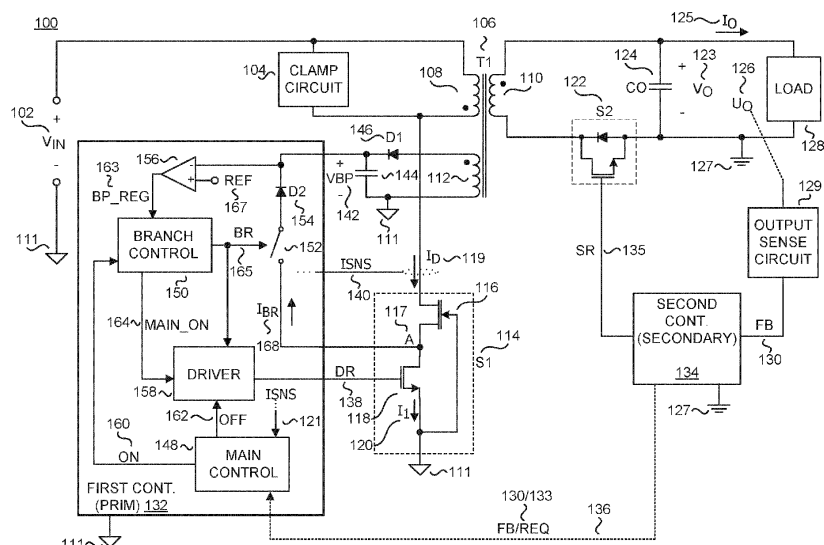 100
106
T1
125
IO
104
CLAMP
CIRCUIT
108
110
122
S2
124
CO
+
123
VO
-
126
UO
LOAD
128
102
+
VIN
-
111
163
BP_REG
156
+
REF
167
D2
154
146
D1
+
VBP
-
142
144
112
111
127
129
OUTPUT
SENSE
CIRCUIT
BRANCH
CONTROL
150
BR
165
152
ISNS
140
ID
119
SR
135
164
MAIN_ON
IBR
168
117
A
116
114
S1
SECOND
CONT.
(SECONDARY)
134
FB
130
DRIVER
158
DR
138
118
I1
120
127
162
OFF
ISNS
121
160
ON
148
MAIN
CONTROL
111
FIRST CONT.
(PRIM) 132
130/133
FB/REQ
136
111